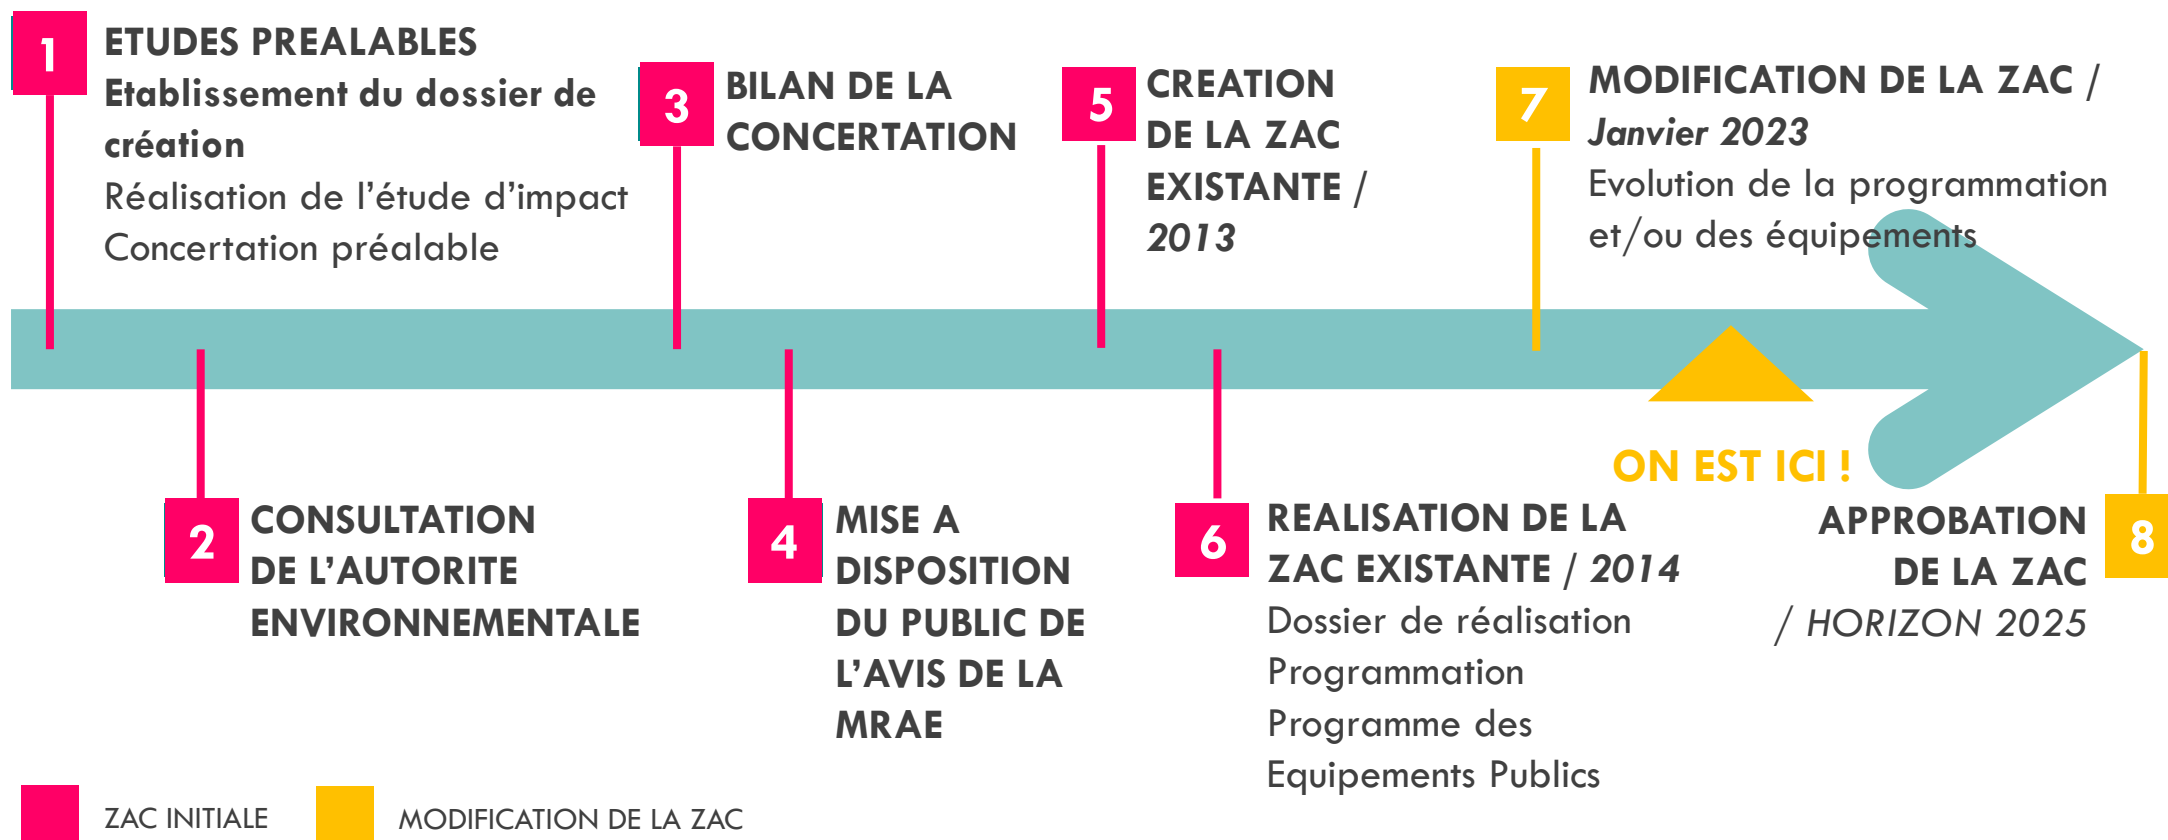 1
ETUDES PREALABLES
Etablissement du dossier de
création
Réalisation de l'étude d'impact
Concertation préalable
2
CONSULTATION
DE L'AUTORITE
ENVIRONNEMENTALE
3
BILAN DE LA
CONCERTATION
4
MISE A
DISPOSITION
DU PUBLIC DE
L'AVIS DE LA
MRAE
5
CREATION
DE LA ZAC
EXISTANTE /
2013
6
REALISATION DE LA
ZAC EXISTANTE / 2014
Dossier de réalisation
Programmation
Programme des
Equipements Publics
7
MODIFICATION DE LA ZAC /
Janvier 2023
Evolution de la programmation
et/ou des équipements
ON EST ICI !
APPROBATION
DE LA ZAC
/ HORIZON 2025
8
ZAC INITIALE
MODIFICATION DE LA ZAC